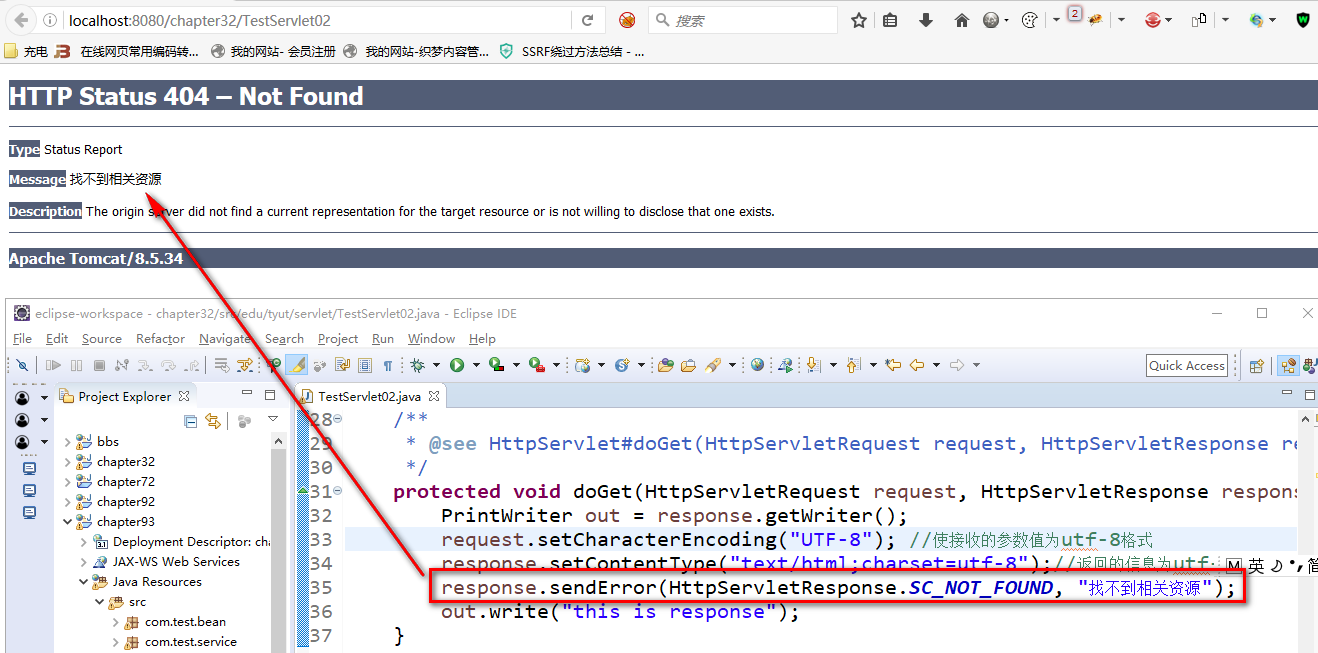 localhost:8080/chapter32/TestServlet02
搜索
2
充电 在线网页常用编码转... 我的网站- 会员注册 我的网站-织梦内容管... SSRF绕过方法总结 - ...
HTTP Status 404 – Not Found
Type Status Report
Message 找不到相关资源
Description The origin server did not find a current representation for the target resource or is not willing to disclose that one exists.
Apache Tomcat/8.5.34
eclipse-workspace - chapter32/src/edu/tyut/servlet/TestServlet02.java - Eclipse IDE
File Edit Source Refactor Navigate Search Project Run Window Help
Quick Access
Project Explorer
TestServlet02.java
bbs
chapter32
chapter72
chapter92
chapter93
Deployment Descriptor: cha
JAX-WS Web Services
Java Resources
src
com.test.bean
com.test.service
28 /**
29 * @see HttpServlet#doGet(HttpServletRequest request, HttpServletResponse re
30 */
31 protected void doGet(HttpServletRequest request, HttpServletResponse respons
32 PrintWriter out = response.getWriter();
33 request.setCharacterEncoding("UTF-8"); //使接收的参数值为utf-8格式
34 response.setContentType("text/html;charset=utf-8");//返回的信息为utf-
M 英 简
35 response.sendError(HttpServletResponse.SC_NOT_FOUND, "找不到相关资源");
36 out.write("this is response");
37 }